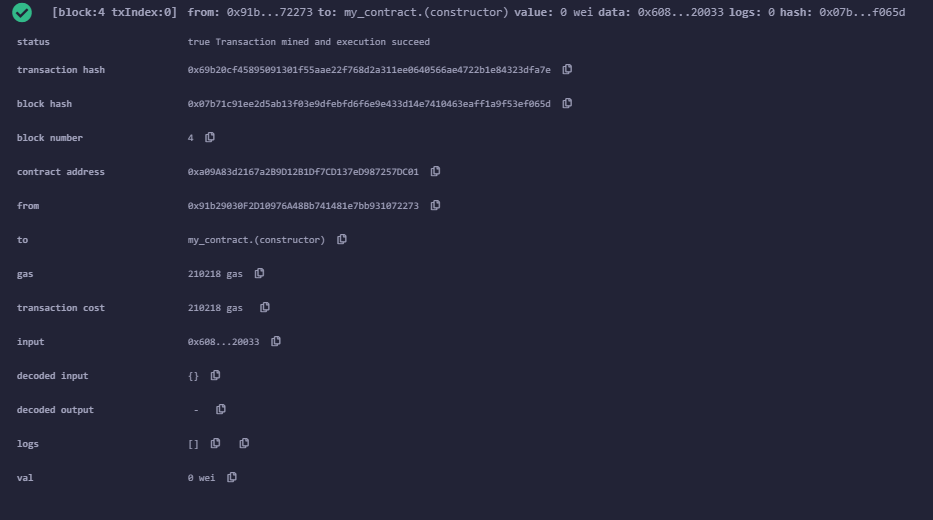 [block:4 txIndex:0] from: 0x91b...72273 to: my_contract.(constructor) value: 0 wei data: 0x608...20033 logs: 0 hash: 0x07b...f065d
status true Transaction mined and execution succeed
transaction hash 0x69b20cf45895091301f55aae22f768d2a311ee0640566ae4722b1e84323dfa7e
block hash 0x07b71c91ee2d5ab13f03e9dfebfd6f6e9e433d14e7410463eaff1a9f53ef065d
block number 4
contract address 0xa09A83d2167a2B9D12B1Df7CD137eD987257DC01
from 0x91b29030F2D10976A48Bb741481e7bb931072273
to my_contract.(constructor)
gas 210218 gas
transaction cost 210218 gas
input 0x608...20033
decoded input {}
decoded output -
logs []
val 0 wei